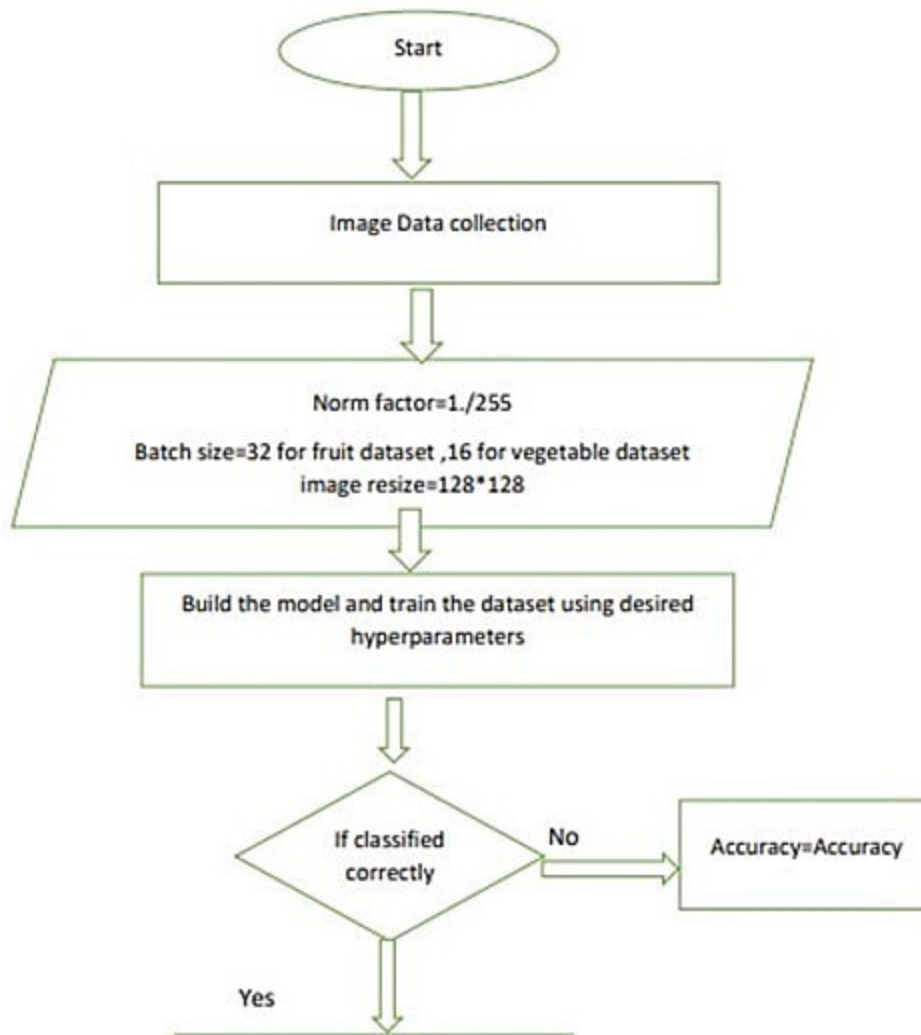 Start
Image Data collection
Norm factor=1./255
Batch size=32 for fruit dataset ,16 for vegetable dataset
image resize=128*128
Build the model and train the dataset using desired
hyperparameters
If classified
correctly
No
Accuracy=Accuracy
Yes